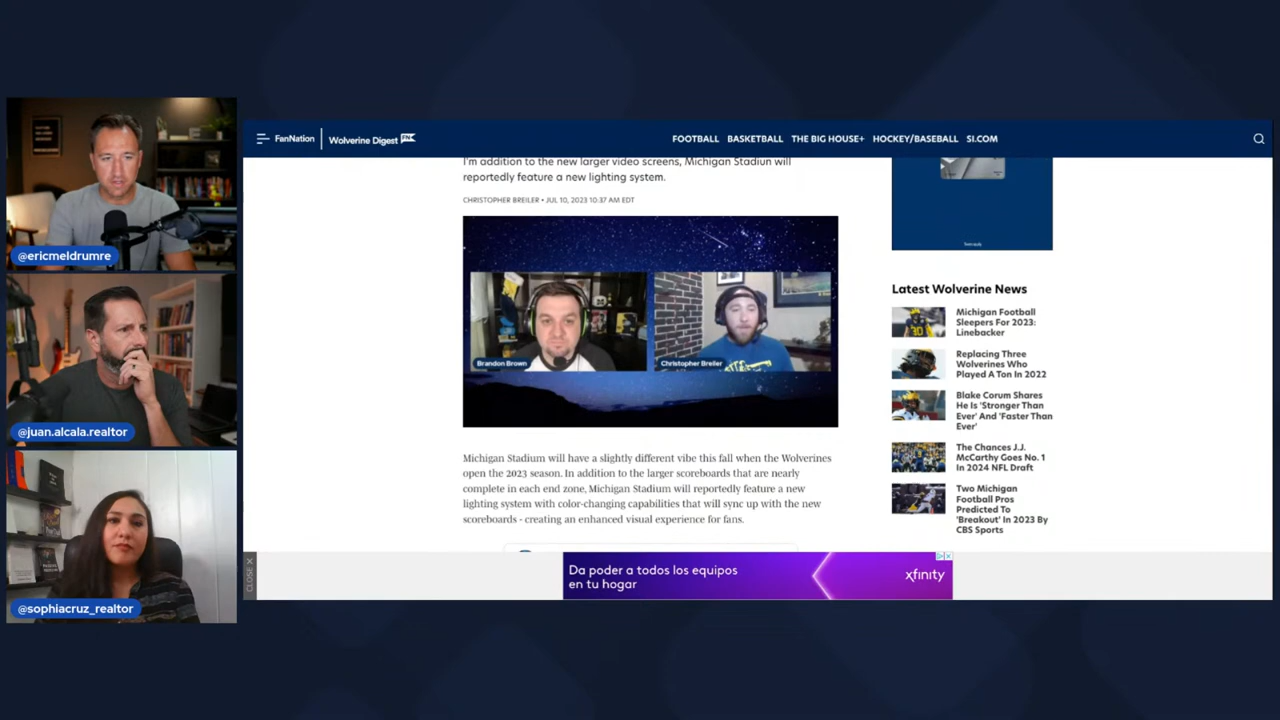 FanNation
Wolverine Digest FN
FOOTBALL BASKETBALL THE BIG HOUSE+ HOCKEY/BASEBALL SI.COM
@ericmeldrumre
@juan.alcala.realtor
@sophiacruz_realtor
I'm addition to the new larger video screens, Michigan Stadiun will
reportedly feature a new lighting system.
CHRISTOPHER BREILER • JUL 10, 2023 10:37 AM EDT
Brandon Brown
Christopher Breiler
Michigan Stadium will have a slightly different vibe this fall when the Wolverines
open the 2023 season. In addition to the larger scoreboards that are nearly
complete in each end zone, Michigan Stadium will reportedly feature a new
lighting system with color-changing capabilities that will sync up with the new
scoreboards - creating an enhanced visual experience for fans.
Latest Wolverine News
Michigan Football
Sleepers For 2023:
Linebacker
Replacing Three
Wolverines Who
Played A Ton In 2022
Blake Corum Shares
He Is 'Stronger Than
Ever' And 'Faster Than
Ever'
The Chances J.J.
McCarthy Goes No. 1
In 2024 NFL Draft
Two Michigan
Football Pros
Predicted To
'Breakout' In 2023 By
CBS Sports
CLOSE X
Da poder a todos los equipos
en tu hogar
xfinity